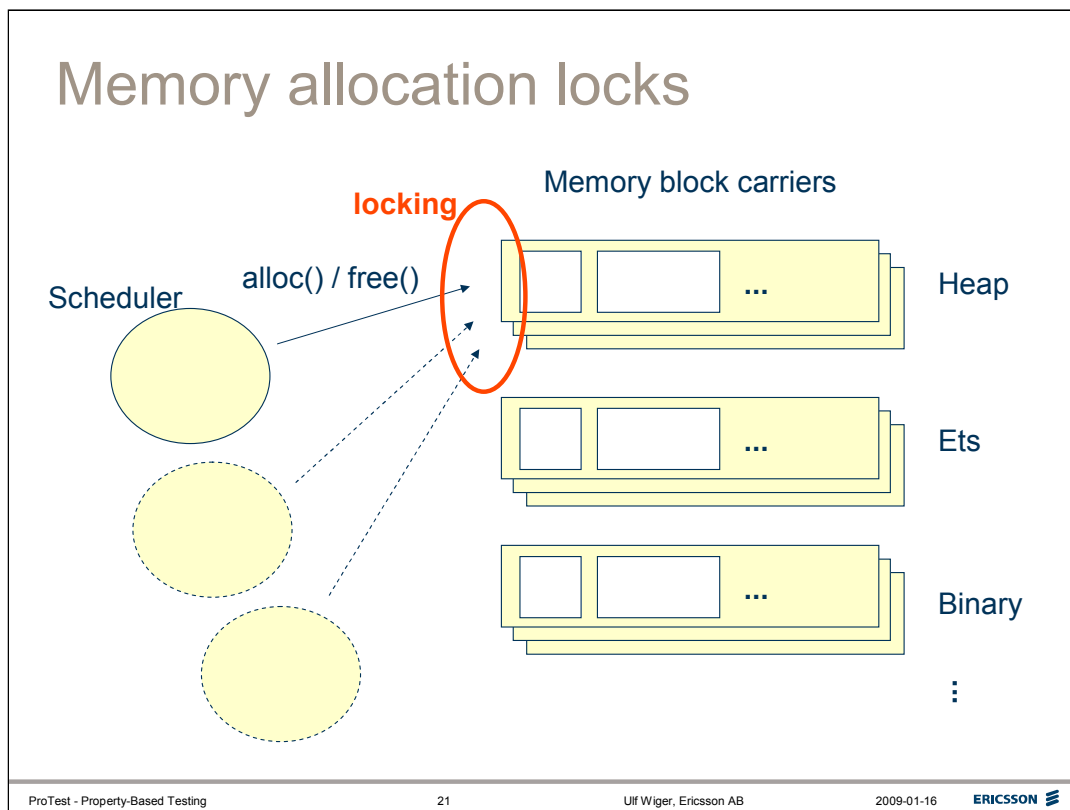 Memory allocation locks
Memory block carriers
locking
alloc() / free()
Scheduler
...
Heap
...
Ets
...
Binary
...
ProTest - Property-Based Testing
21
Ulf Wiger, Ericsson AB
2009-01-16
ERICSSON